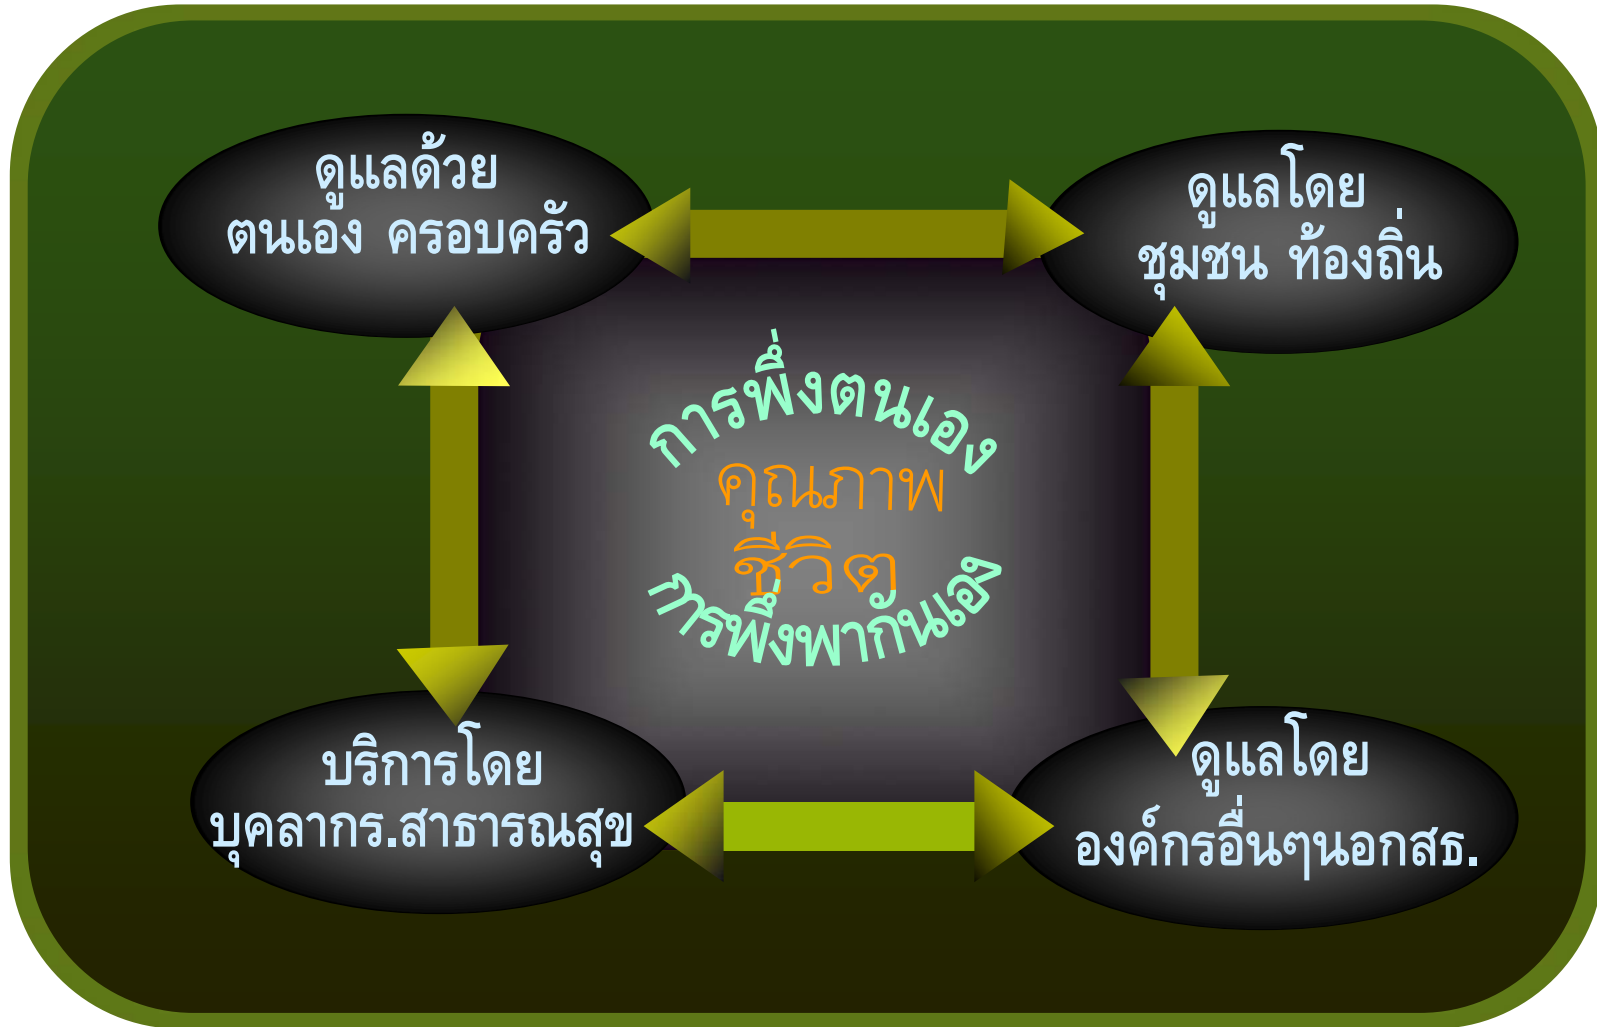 ดูแลด้วย
ตนเอง ครอบครัว
ดูแลโดย
ชุมชน ท้องถิ่น
การพึ่งตนเอง
คุณภาพ
ชีวิต
การพึ่งพากันเอง
บริการโดย
บุคลากร.สาธารณสุข
ดูแลโดย
องค์กรอื่นๆนอกสธ.